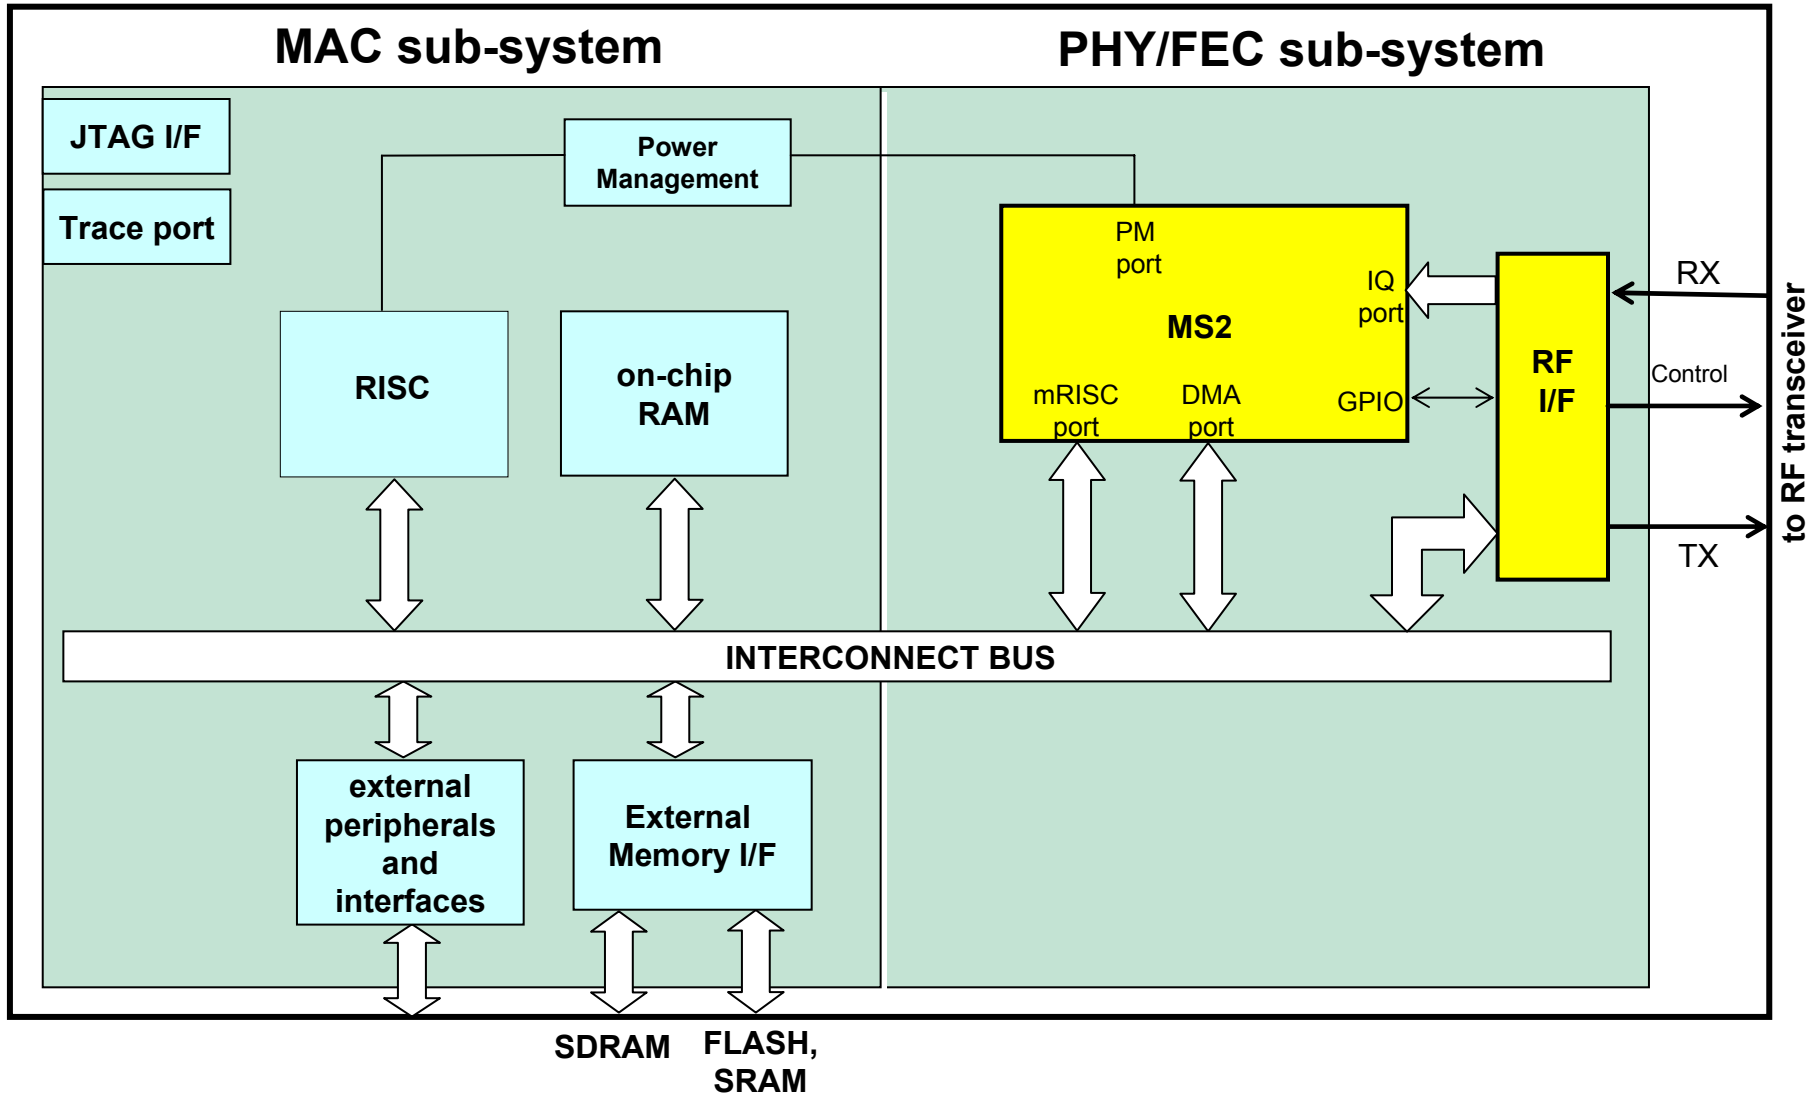 MAC sub-system
PHY/FEC sub-system
JTAG I/F
Trace port
Power
Management
RISC
on-chip
RAM
PM
port
IQ
port
MS2
mRISC
port
DMA
port
GPIO
RF
I/F
RX
Control
TX
to RF transceiver
INTERCONNECT BUS
external
peripherals
and
interfaces
External
Memory I/F
SDRAM
FLASH,
SRAM